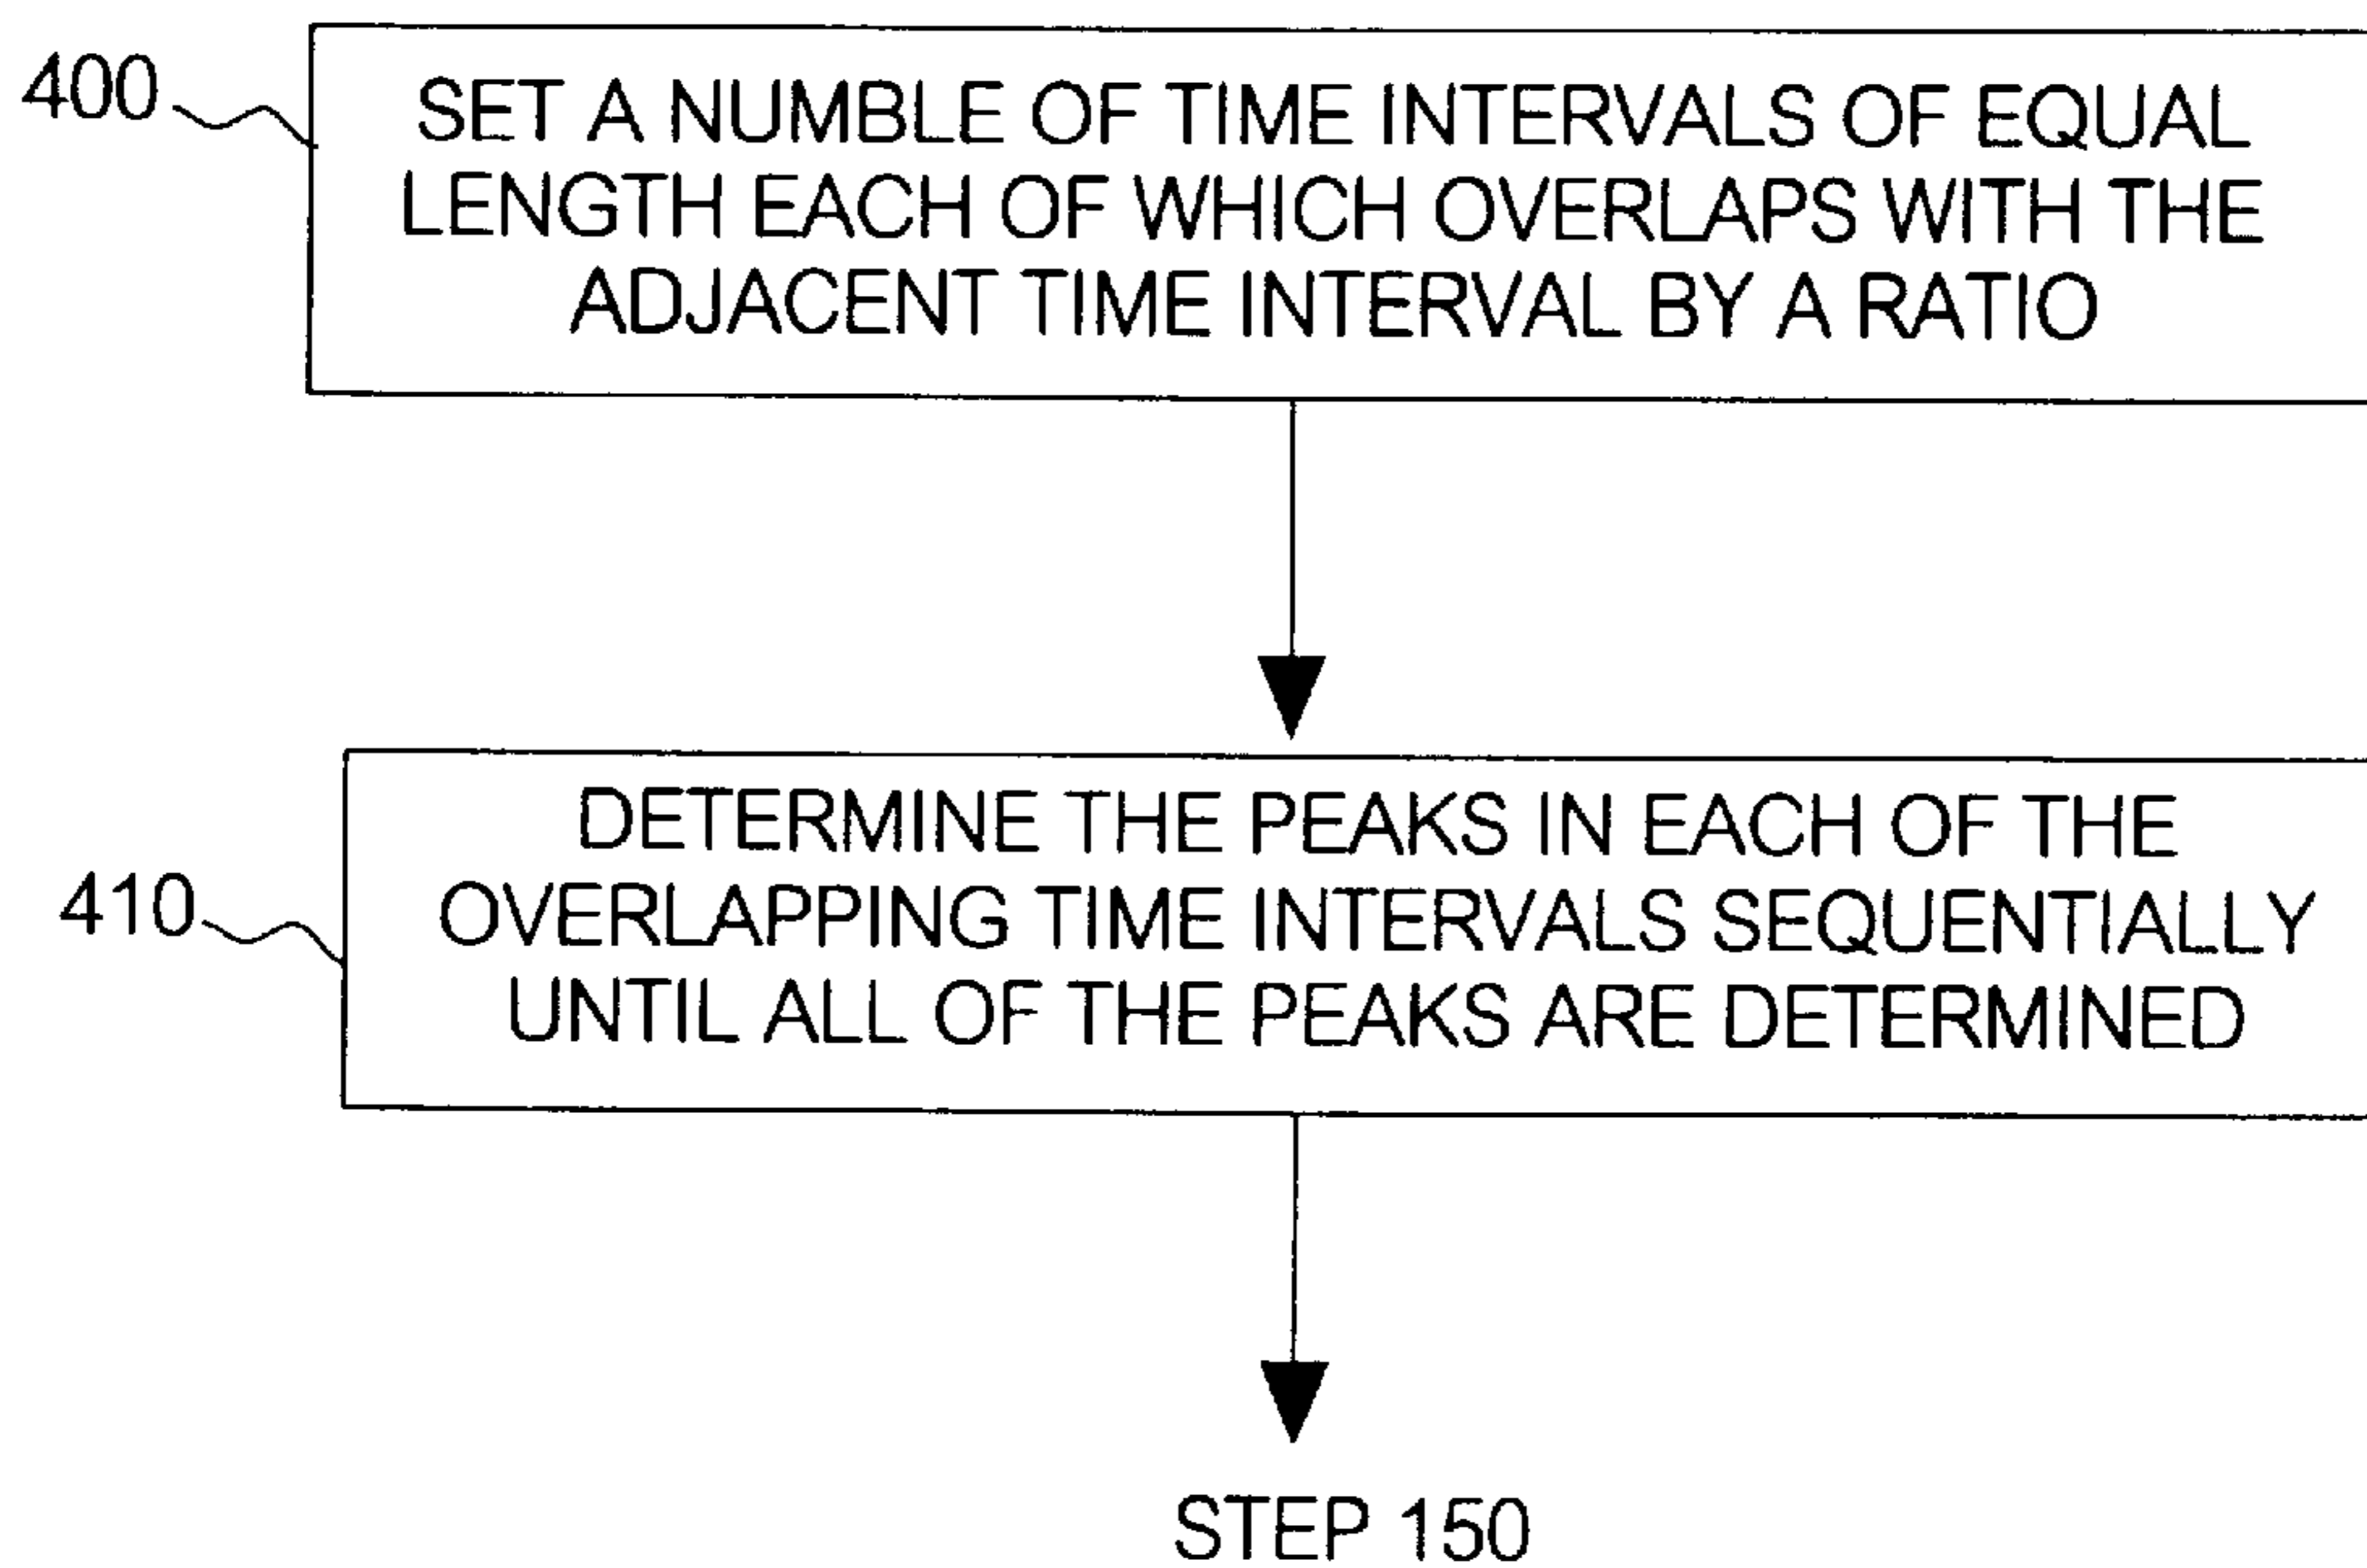 400
SET A NUMBLE OF TIME INTERVALS OF EQUAL
LENGTH EACH OF WHICH OVERLAPS WITH THE
ADJACENT TIME INTERVAL BY A RATIO
DETERMINE THE PEAKS IN EACH OF THE
410
OVERLAPPING TIME INTERVALS SEQUENTIALLY
UNTIL ALL OF THE PEAKS ARE DETERMINED
STEP 150